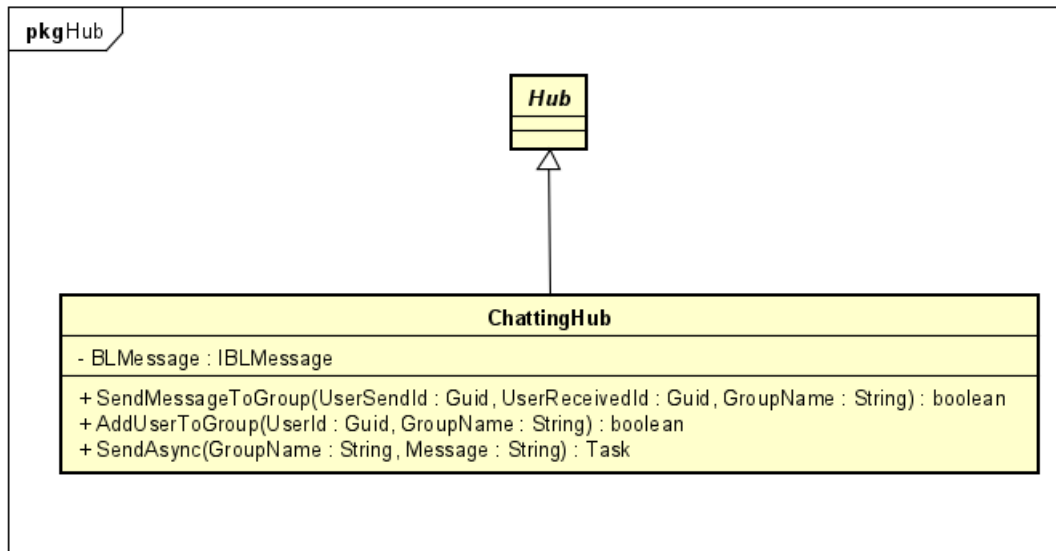 pkgHub
Hub
ChattingHub
- BLMessage : IBLMessage
+ SendMessageToGroup(UserSendId : Guid, UserReceivedId : Guid, GroupName : String) : boolean
+ AddUserToGroup(UserId : Guid, GroupName : String) : boolean
+ SendAsync(GroupName : String, Message : String) : Task